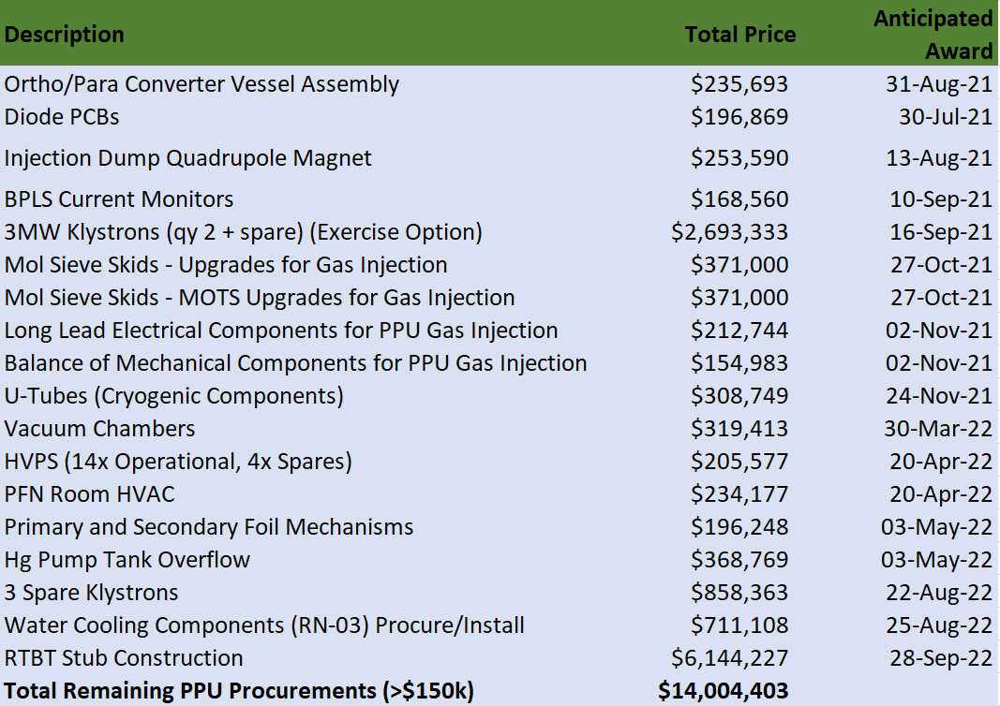 Description Total Price Anticipated Award
Ortho/Para Converter Vessel Assembly $235,693 31-Aug-21
Diode PCBs $196,869 30-Jul-21
Injection Dump Quadrupole Magnet $253,590 13-Aug-21
BPLS Current Monitors $168,560 10-Sep-21
3MW Klystrons (qy 2 + spare) (Exercise Option) $2,693,333 16-Sep-21
Mol Sieve Skids - Upgrades for Gas Injection $371,000 27-Oct-21
Mol Sieve Skids - MOTS Upgrades for Gas Injection $371,000 27-Oct-21
Long Lead Electrical Components for PPU Gas Injection $212,744 02-Nov-21
Balance of Mechanical Components for PPU Gas Injection $154,983 02-Nov-21
U-Tubes (Cryogenic Components) $308,749 24-Nov-21
Vacuum Chambers $319,413 30-Mar-22
HVPS (14x Operational, 4x Spares) $205,577 20-Apr-22
PFN Room HVAC $234,177 20-Apr-22
Primary and Secondary Foil Mechanisms $196,248 03-May-22
Hg Pump Tank Overflow $368,769 03-May-22
3 Spare Klystrons $858,363 22-Aug-22
Water Cooling Components (RN-03) Procure/Install $711,108 25-Aug-22
RTBT Stub Construction $6,144,227 28-Sep-22
Total Remaining PPU Procurements (>$150k) $14,004,403